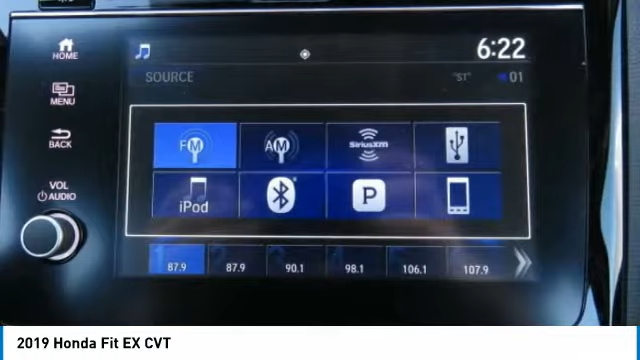 HOME
6:22
SOURCE
"ST"
01
MENU
FM
AM
SiriusXM
BACK
iPod
P
VOL
AUDIO
87.9
87.9
90.1
98.1
106.1
107.9
2019 Honda Fit EX CVT